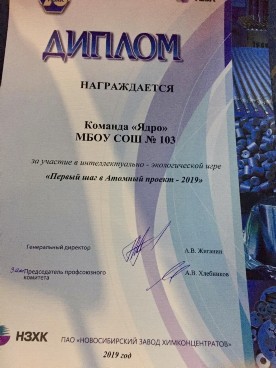 ДИПЛОМ
НАГРАЖДАЕТСЯ
Команда «Ядро»
МБОУ СОШ № 103
за участие в интеллектуально - экологической игре
«Первый шаг в Атомный проект - 2019»
Генеральный директор
А.В. Жиганин
Зам Председатель профсоюзного
комитета
А.Я. Хлебников
НЗХК
ПАО «НОВОСИБИРСКИЙ ЗАВОД ХИМКОНЦЕНТРАТОВ»
2019 год